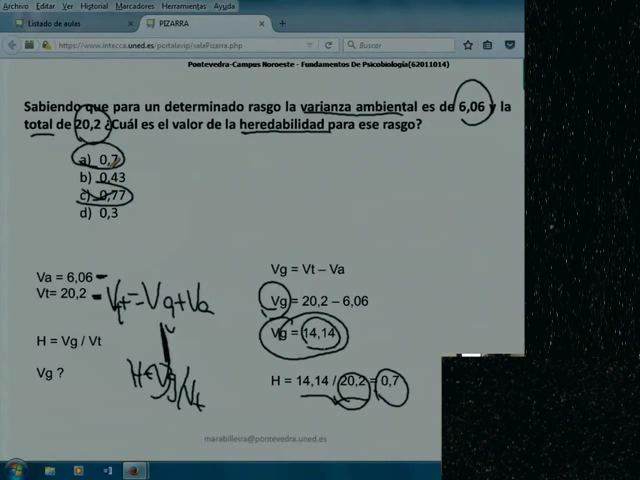 Archivo Editar Ver Historial Marcadores Herramientas Ayuda
Listado de aulas
PIZARRA
https://www.intecca.uned.es/portalavip/salaPizarra.php
Buscar
Pontevedra-Campus Noroeste - Fundamentos De Psicobiología(62011014)
Sabiendo que para un determinado rasgo la varianza ambiental es de 6,06 y la
total de 20,2 ¿Cuál es el valor de la heredabilidad para ese rasgo?
a) 0,7
b) 0,43
c) 0,77
d) 0,3
Va = 6,06
Vt= 20,2
Vt=Vg+Va
H = Vg / Vt
Vg ?
H=Vg/Vt
Vg = Vt – Va
Vg = 20,2 – 6,06
Vg = 14,14
H = 14,14 / 20,2 = 0,7
marabilleira@pontevedra.uned.es